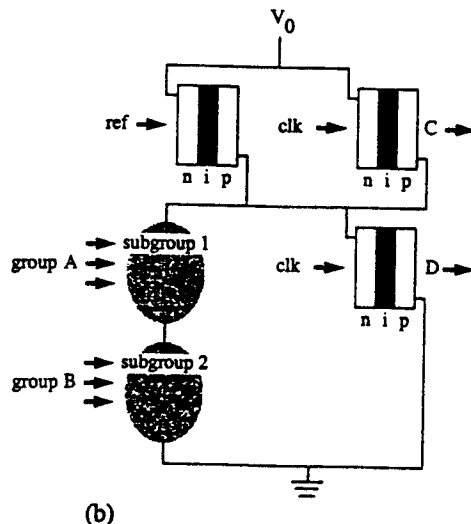 V0
ref
clk
C
n i p
n i p
group A
subgroup 1
clk
D
n i p
group B
subgroup 2
(b)